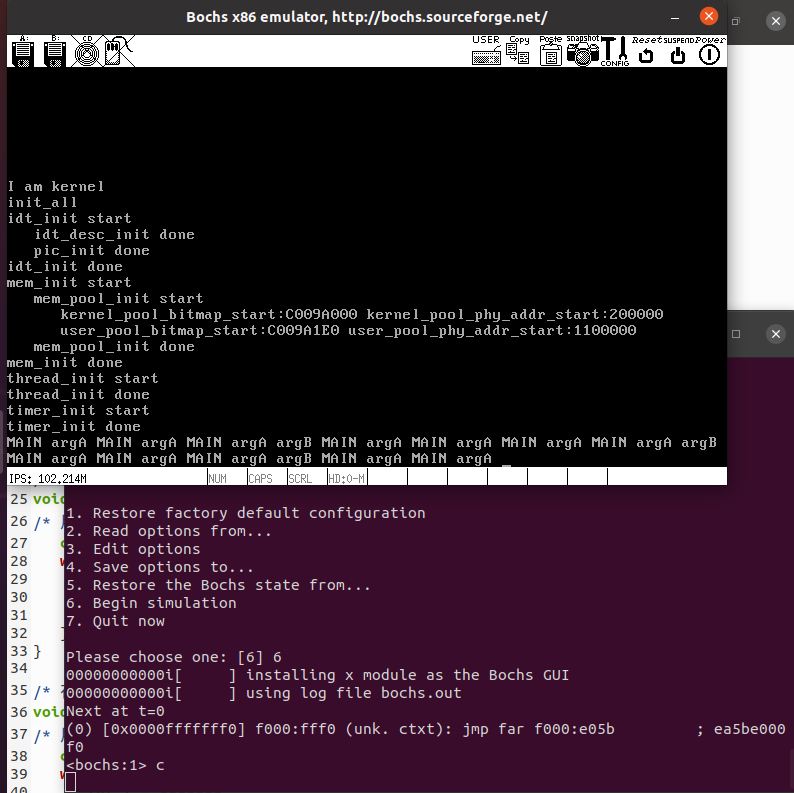 Bochs x86 emulator, http://bochs.sourceforge.net/
A: B: CD USER Copy Paste snapshot CONFIG Reset SUSPEND Power
I am kernel
init_all
idt_init start
idt_desc_init done
pic_init done
idt_init done
mem_init start
mem_pool_init start
kernel_pool_bitmap_start:C009A000 kernel_pool_phy_addr_start:200000
user_pool_bitmap_start:C009A1E0 user_pool_phy_addr_start:1100000
mem_pool_init done
mem_init done
thread_init start
thread_init done
timer_init start
timer_init done
MAIN argA MAIN argA MAIN argA argB MAIN argA MAIN argA MAIN argA MAIN argA argB
MAIN argA MAIN argA MAIN argA MAIN argA MAIN argA _
IPS: 102.214M NUM CAPS SCRL HD:0-M
25 voi
26 /*
27
28
29
30
31
32
33 }
34
35 /*
36 voi
37 /*
38
39
40
1. Restore factory default configuration
2. Read options from...
3. Edit options
4. Save options to...
5. Restore the Bochs state from...
6. Begin simulation
7. Quit now
Please choose one: [6] 6
00000000000i[     ] installing x module as the Bochs GUI
00000000000i[     ] using log file bochs.out
Next at t=0
(0) [0x0000fffffff0] f000:fff0 (unk. ctxt): jmp far f000:e05b         ; ea5be000
f0
<bochs:1> c